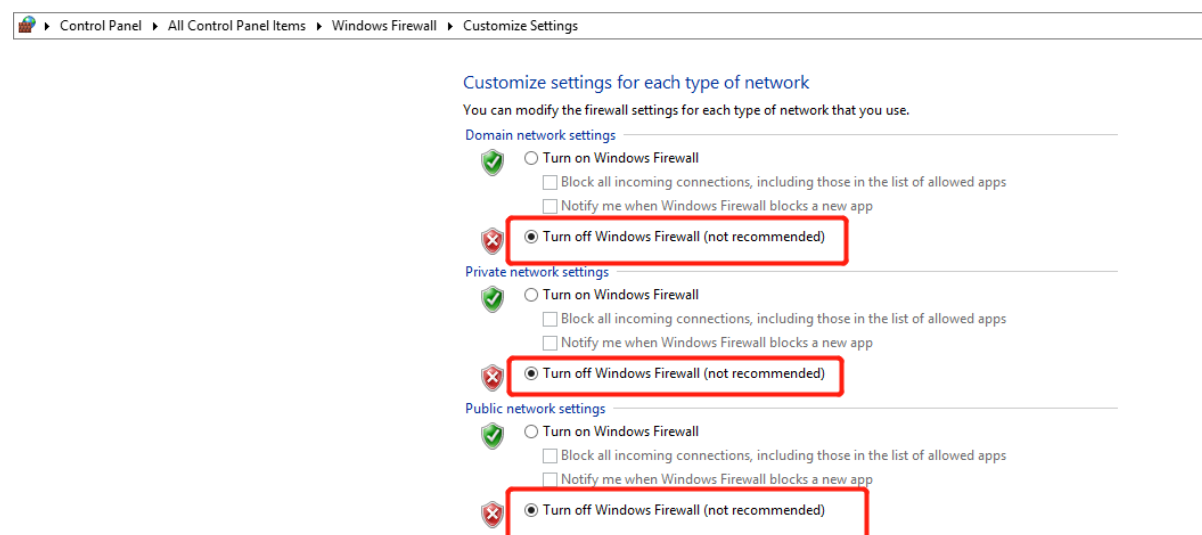 Control Panel ▸ All Control Panel Items ▸ Windows Firewall ▸ Customize Settings
Customize settings for each type of network
You can modify the firewall settings for each type of network that you use.
Domain network settings
Turn on Windows Firewall
Block all incoming connections, including those in the list of allowed apps
Notify me when Windows Firewall blocks a new app
Turn off Windows Firewall (not recommended)
Private network settings
Turn on Windows Firewall
Block all incoming connections, including those in the list of allowed apps
Notify me when Windows Firewall blocks a new app
Turn off Windows Firewall (not recommended)
Public network settings
Turn on Windows Firewall
Block all incoming connections, including those in the list of allowed apps
Notify me when Windows Firewall blocks a new app
Turn off Windows Firewall (not recommended)